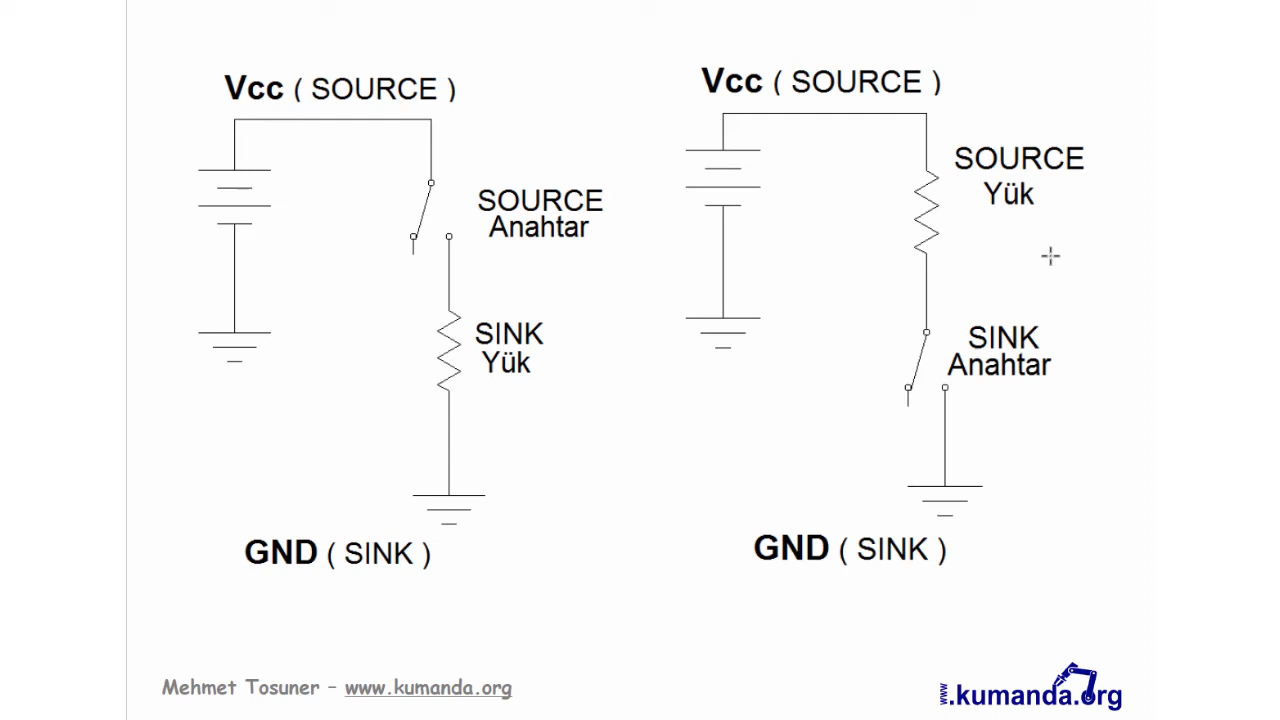 Vcc ( SOURCE )
SOURCE
Anahtar
SINK
Yük
GND ( SINK )
Vcc ( SOURCE )
SOURCE
Yük
SINK
Anahtar
GND ( SINK )
Mehmet Tosuner - www.kumanda.org
www.kumanda.org